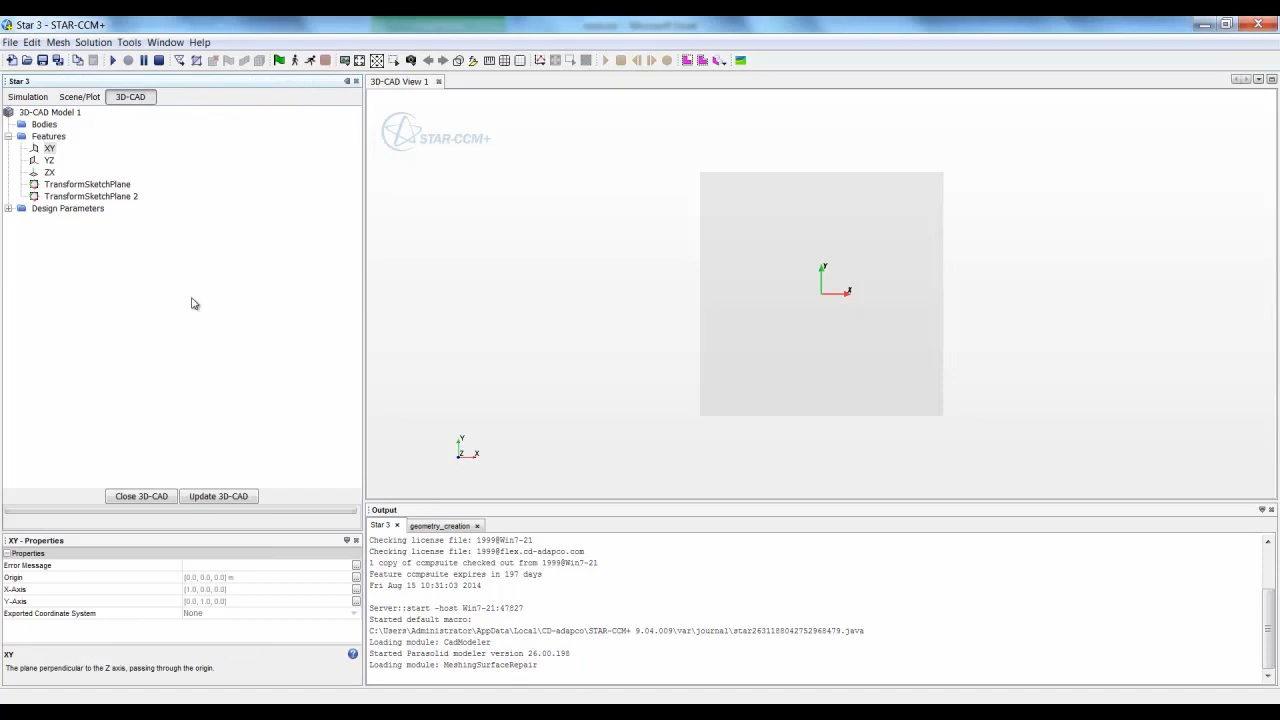 Star 3 - STAR-CCM+
File Edit Mesh Solution Tools Window Help
Star 3
Simulation Scene/Plot 3D-CAD
3D-CAD Model 1
Bodies
Features
XY
YZ
ZX
TransformSketchPlane
TransformSketchPlane 2
Design Parameters
Close 3D-CAD Update 3D-CAD
XY - Properties
Properties
Error Message
Origin [0.0, 0.0, 0.0] m
X-Axis [1.0, 0.0, 0.0]
Y-Axis [0.0, 1.0, 0.0]
Exported Coordinate System None
XY
The plane perpendicular to the Z axis, passing through the origin.
3D-CAD View 1
STAR-CCM+
Y
X
Y
Z X
Output
Star 3 geometry_creation
Checking license file: 1999@Win7-21
Checking license file: 1999@flex.cd-adapco.com
1 copy of ccmpsuite checked out from 1999@Win7-21
Feature ccmpsuite expires in 197 days
Fri Aug 15 10:31:03 2014
Server::start -host Win7-21:47827
Started default macro:
C:\Users\Administrator\AppData\Local\CD-adapco\STAR-CCM+ 9.04.009\var\journal\star2631188042752968479.java
Loading module: CadModeler
Started Parasolid modeler version 26.00.198
Loading module: MeshingSurfaceRepair